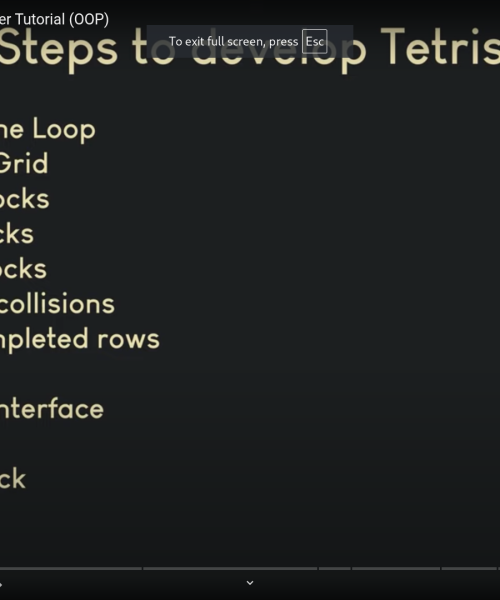 er Tutorial (OOP)
To exit full screen, press Esc
Steps to develop Tetris
ne Loop
Grid
ocks
cks
ocks
collisions
mpleted rows
nterface
ck